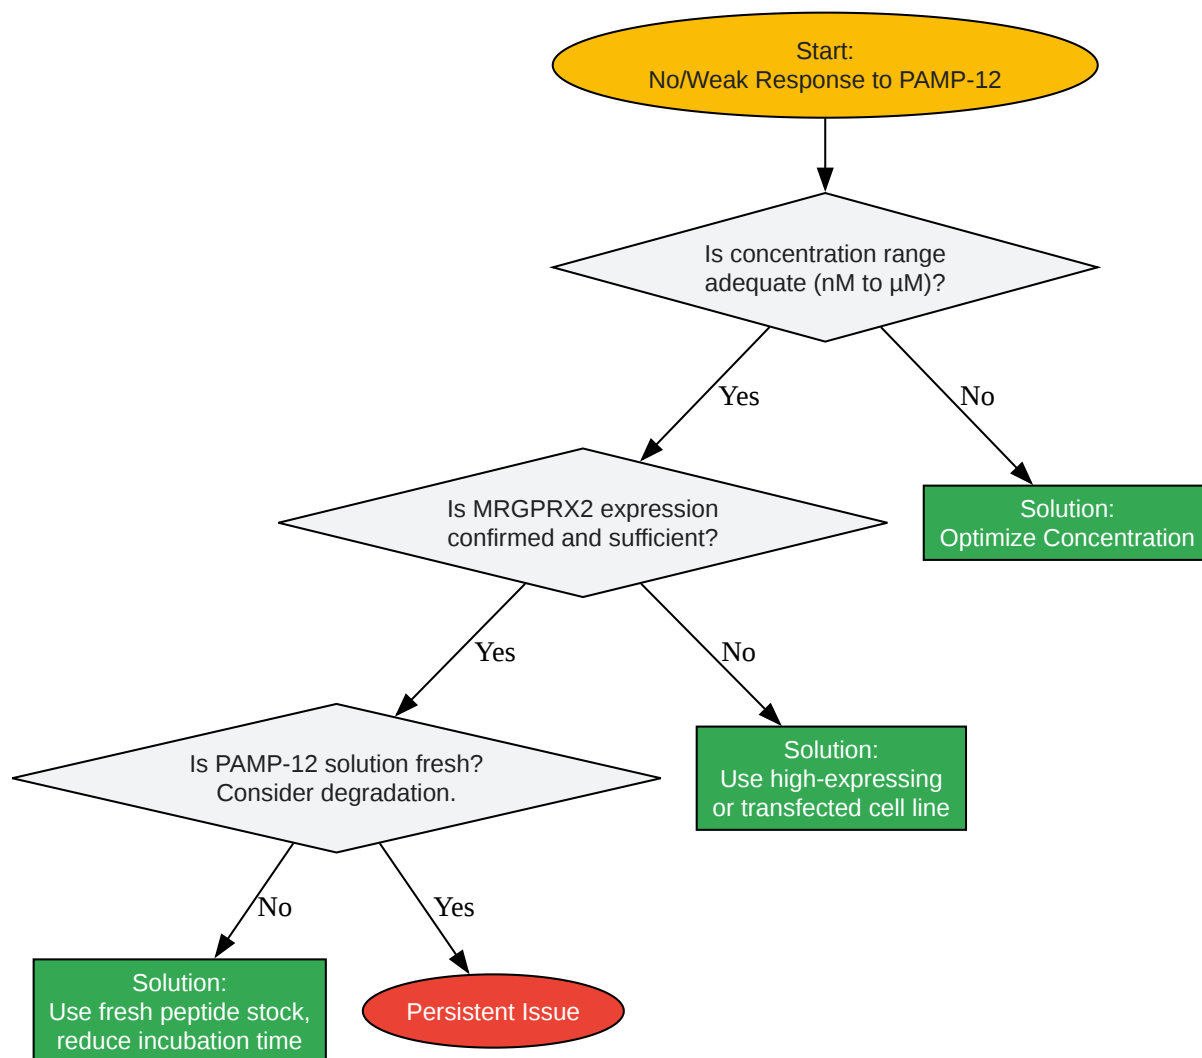 Start:
No/Weak Response to PAMP-12
Is concentration range
adequate (nM to µM)?
Yes
No
Is MRGPRX2 expression
confirmed and sufficient?
Solution:
Optimize Concentration
Yes
No
Is PAMP-12 solution fresh?
Consider degradation.
Solution:
Use high-expressing
or transfected cell line
No
Yes
Solution:
Use fresh peptide stock,
reduce incubation time
Persistent Issue